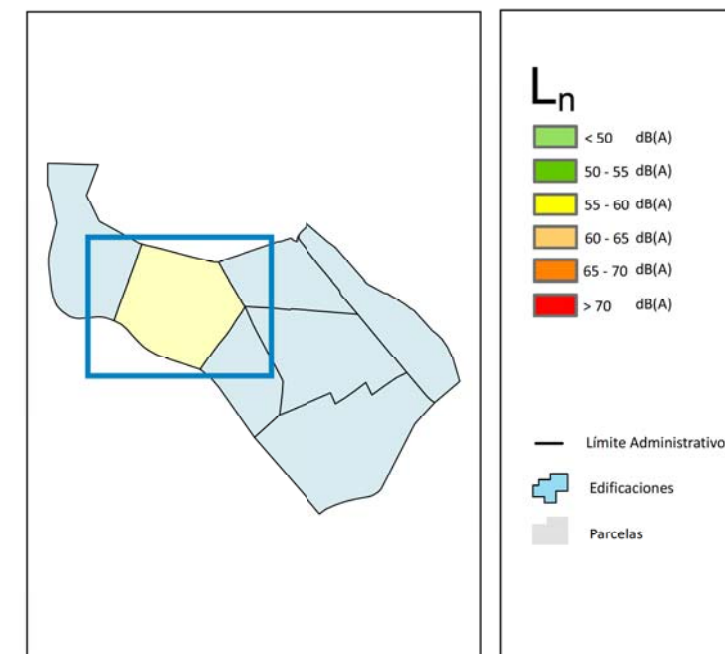 Ln
< 50 dB(A)
50 - 55 dB(A)
55 - 60 dB(A)
60 - 65 dB(A)
65 - 70 dB(A)
> 70 dB(A)
Límite Administrativo
Edificaciones
Parcelas